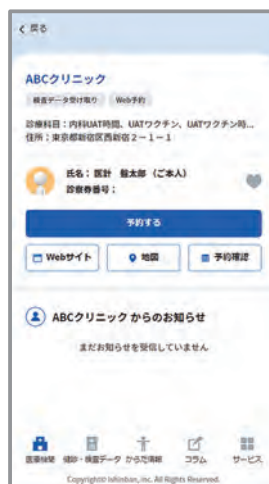 戻る
ABCクリニック
検査データ受け取り Web予約
診療科目：内科UAT時間、UATワクチン、UATワクチン時...
住所：東京都新宿区西新宿2-1-1
氏名：医計 健太郎（ご本人）
診察券番号：
予約する
Webサイト 地図 予約確認
ABCクリニック からのお知らせ
まだお知らせを受信していません
医療機関 健診・検査データ からだ情報 コラム サービス
Copyright© Ishinban, inc. All Rights Reserved.